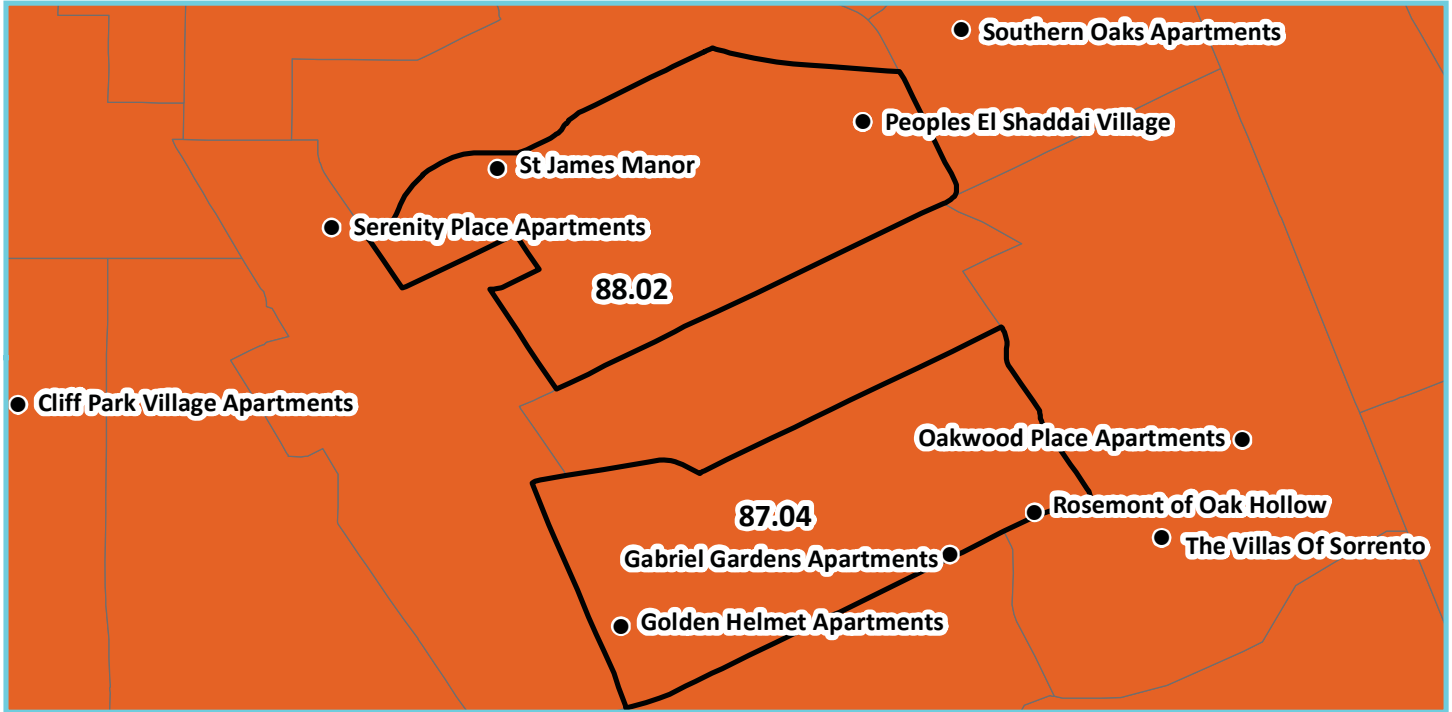 Southern Oaks Apartments
Peoples El Shaddai Village
St James Manor
Serenity Place Apartments
88.02
Cliff Park Village Apartments
Oakwood Place Apartments
Rosemont of Oak Hollow
87.04
The Villas Of Sorrento
Gabriel Gardens Apartments
Golden Helmet Apartments